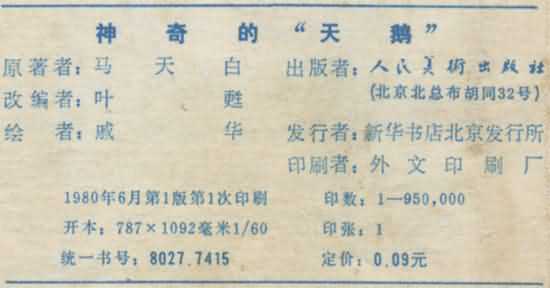 神奇的“天鹅”
原著者：马天白 出版者：人民美術出版社
改编者：叶甦 (北京北总布胡同32号)
绘者：戚华 发行者：新华书店北京发行所
印刷者：外文印刷厂
1980年6月第1版第1次印刷 印数：1—950,000
开本：787×1092毫米1/60 印张：1
统一书号：8027.7415 定价：0.09元